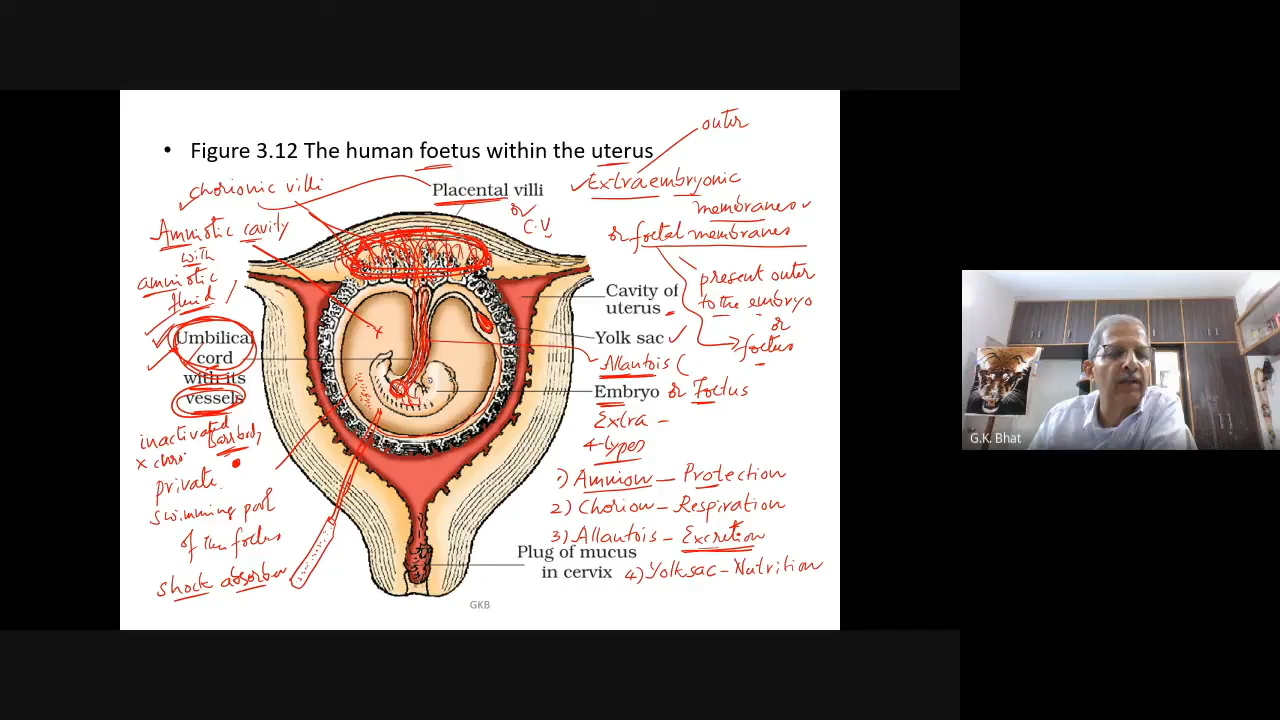 outer
• Figure 3.12 The human foetus within the uterus
chorionic villi
Placental villi
or
C.V
Extraembryonic
membranes
or foetal membranes
Amniotic cavity
with
amniotic
fluid
present outer
to the embryo
or
foetus
Cavity of
uterus
Yolk sac
Allantois (
Umbilical
cord
with its
vessels
Embryo or Foetus
Extra –
4-types
inactivated barrbody
x chro
private
swimming pool
of the foetus
shock absorber
1) Amnion – Protection
2) Chorion – Respiration
3) Allantois – Excretion
Plug of mucus
in cervix
4) Yolksac – Nutrition
GKB
G.K. Bhat